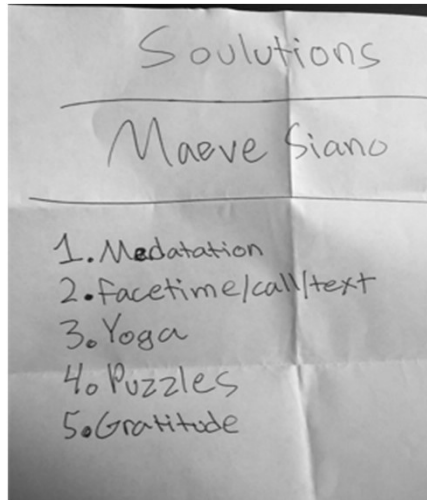 Soulutions
Maeve Siano
1. Medatation
2. Facetime/call/text
3. Yoga
4. Puzzles
5. Gratitude